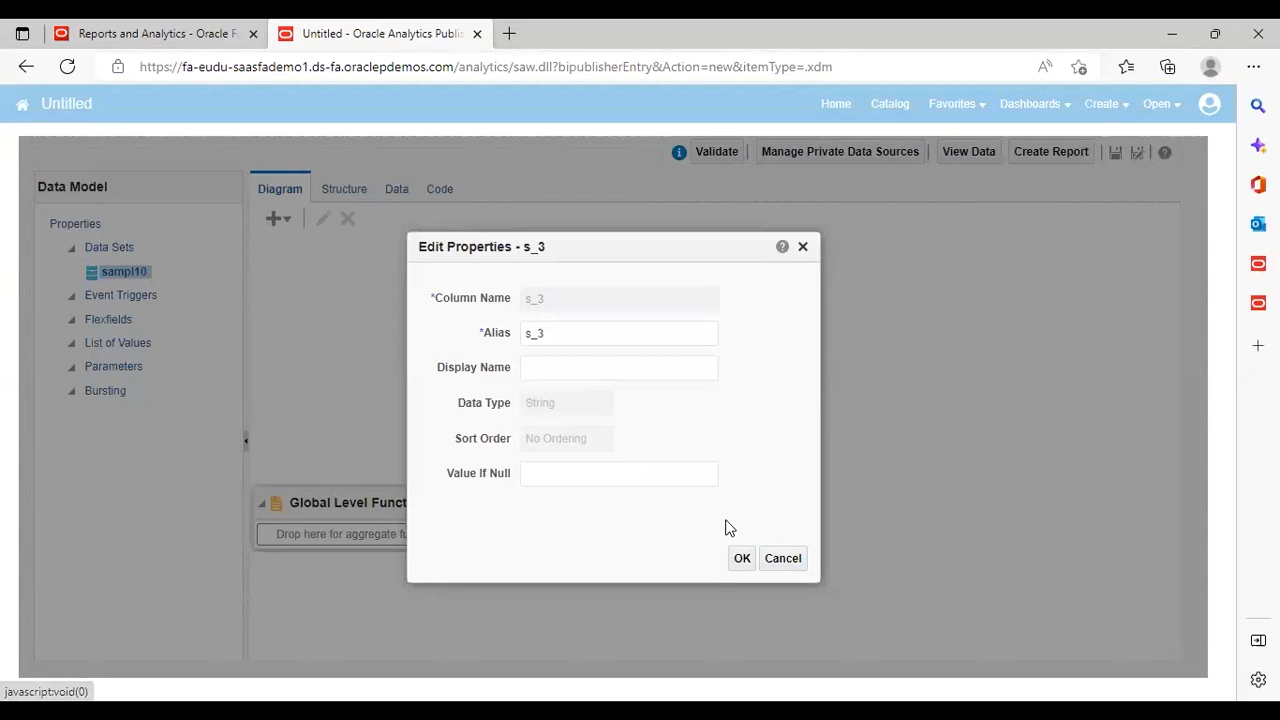 Reports and Analytics - Oracle F
Untitled - Oracle Analytics Publis
https://fa-eudu-saasfademo1.ds-fa.oraclepdemos.com/analytics/saw.dll?bipublisherEntry&Action=new&itemType=.xdm
Untitled
Home
Catalog
Favorites
Dashboards
Create
Open
Validate
Manage Private Data Sources
View Data
Create Report
Data Model
Diagram
Structure
Data
Code
Properties
Data Sets
sampl10
Event Triggers
Flexfields
List of Values
Parameters
Bursting
Edit Properties - s_3
*Column Name s_3
*Alias s_3
Display Name
Data Type String
Sort Order No Ordering
Value If Null
OK
Cancel
Global Level Funct
Drop here for aggregate fu
javascript:void(0)